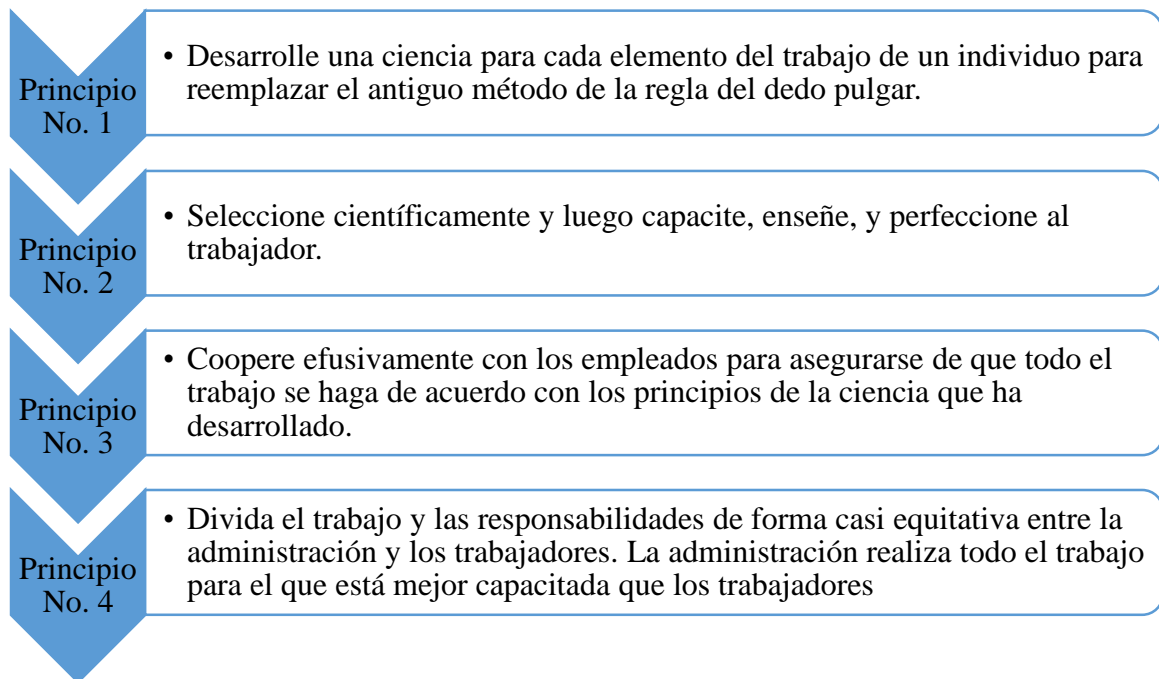 Principio
No. 1
• Desarrolle una ciencia para cada elemento del trabajo de un individuo para
reemplazar el antiguo método de la regla del dedo pulgar.
Principio
No. 2
• Seleccione científicamente y luego capacite, enseñe, y perfeccione al
trabajador.
Principio
No. 3
• Coopere efusivamente con los empleados para asegurarse de que todo el
trabajo se haga de acuerdo con los principios de la ciencia que ha
desarrollado.
Principio
No. 4
• Divida el trabajo y las responsabilidades de forma casi equitativa entre la
administración y los trabajadores. La administración realiza todo el trabajo
para el que está mejor capacitada que los trabajadores